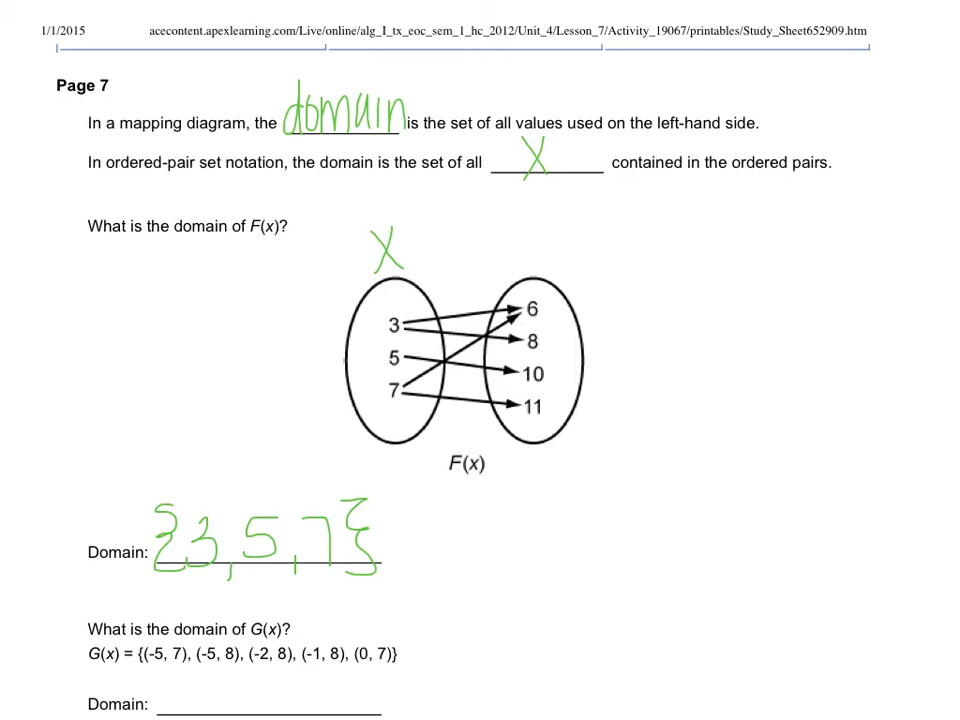 1/1/2015 acecontent.apexlearning.com/Live/online/alg_I_tx_eoc_sem_1_hc_2012/Unit_4/Lesson_7/Activity_19067/printables/Study_Sheet652909.htm
Page 7
In a mapping diagram, the domain is the set of all values used on the left-hand side.
In ordered-pair set notation, the domain is the set of all X contained in the ordered pairs.
What is the domain of F(x)?
X
3
5
7
6
8
10
11
F(x)
Domain: {3, 5, 7}
What is the domain of G(x)?
G(x) = {(-5, 7), (-5, 8), (-2, 8), (-1, 8), (0, 7)}
Domain: